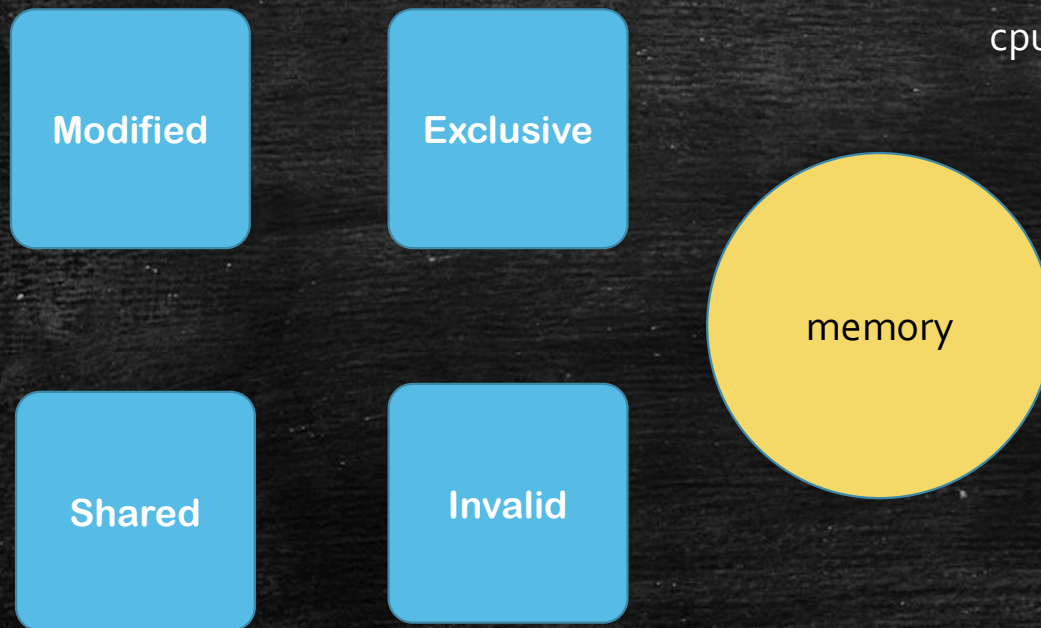 Modified
Exclusive
cpu
memory
Shared
Invalid